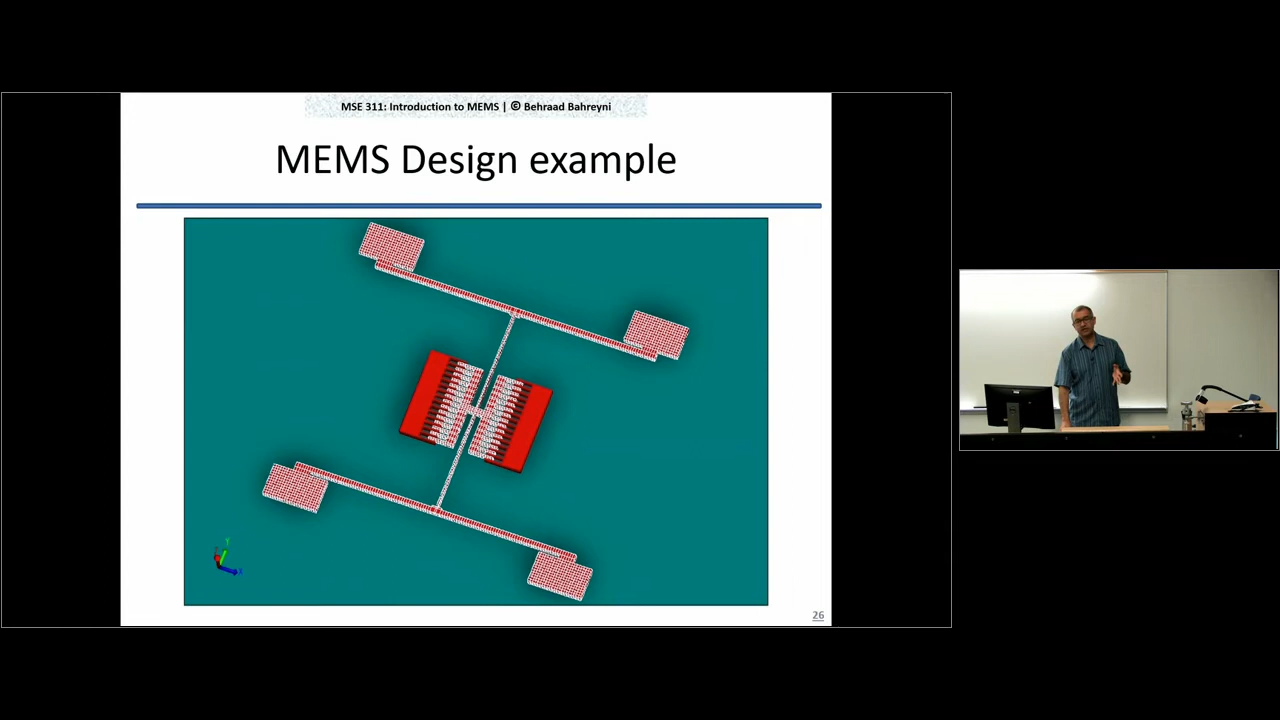 MSE 311: Introduction to MEMS | © Behraad Bahreyni
MEMS Design example
Y
X
26